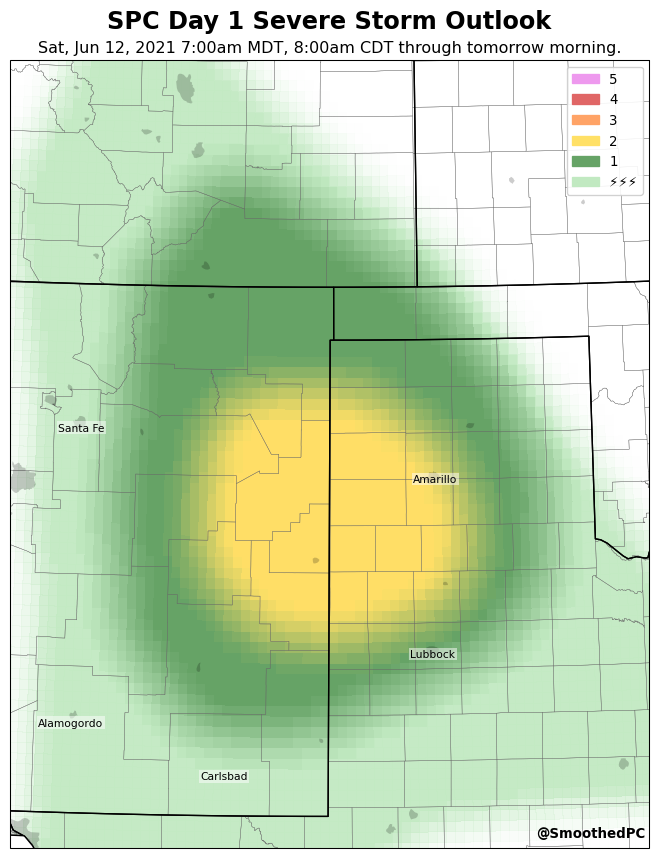 SPC Day 1 Severe Storm Outlook
Sat, Jun 12, 2021 7:00am MDT, 8:00am CDT through tomorrow morning.
5
4
3
2
1
⚡⚡⚡
Santa Fe
Amarillo
Lubbock
Alamogordo
Carlsbad
@SmoothedPC